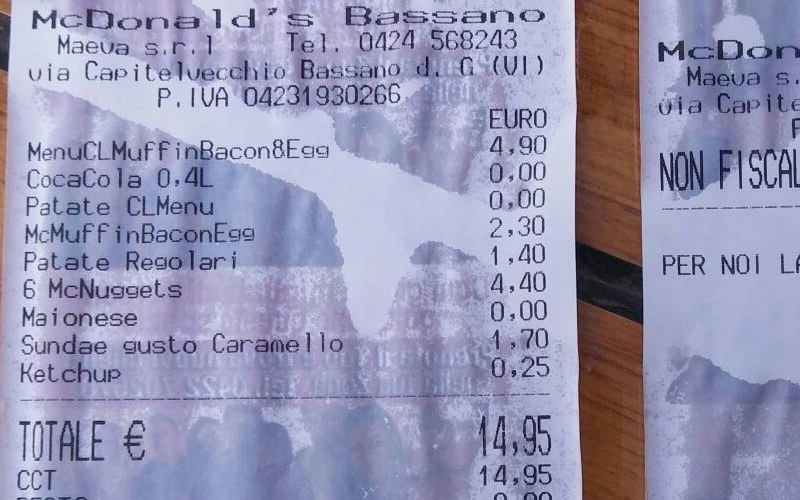 McDonald's Bassano
Maeva s.r.l Tel. 0424 568243
via Capitelvecchio Bassano d. G (VI)
P.IVA 04231930266
EURO
MenuCLMuffinBacon&Egg 4,90
CocaCola 0,4L 0,00
Patate CLMenu 0,00
McMuffinBaconEgg 2,30
Patate Regolari 1,40
6 McNuggets 4,40
Maionese 0,00
Sundae gusto Caramello 1,70
Ketchup 0,25
TOTALE € 14,95
CCT 14,95
McDon
Maeva s.
via Capite
P
NON FISCAL
PER NOI LA